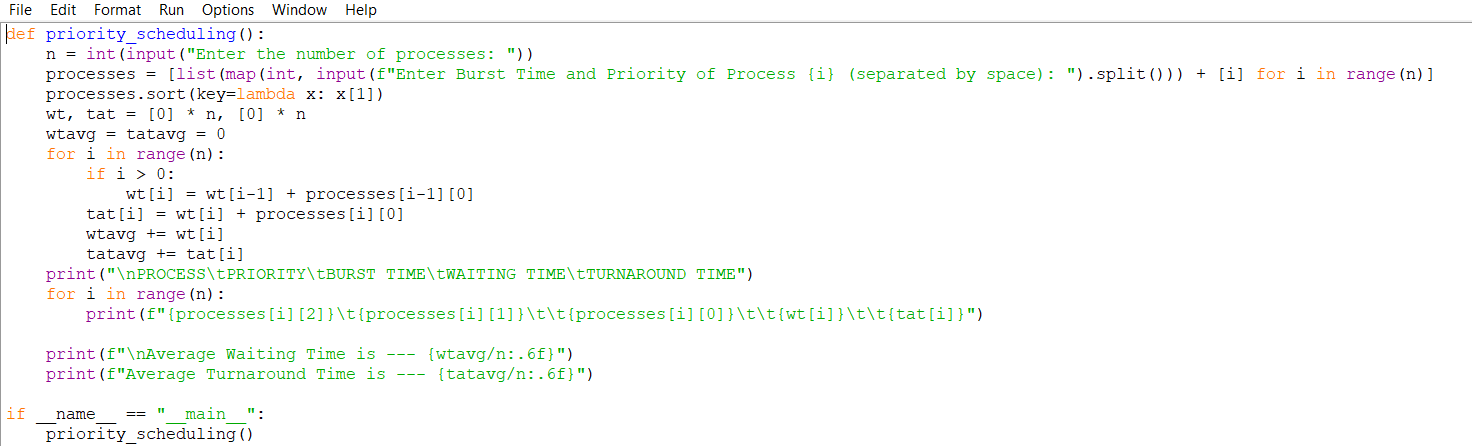 File Edit Format Run Options Window Help
def priority_scheduling():
    n = int(input("Enter the number of processes: "))
    processes = [list(map(int, input(f"Enter Burst Time and Priority of Process {i} (separated by space): ").split())) + [i] for i in range(n)]
    processes.sort(key=lambda x: x[1])
    wt, tat = [0] * n, [0] * n
    wtavg = tatavg = 0
    for i in range(n):
        if i > 0:
            wt[i] = wt[i-1] + processes[i-1][0]
        tat[i] = wt[i] + processes[i][0]
        wtavg += wt[i]
        tatavg += tat[i]
    print("\nPROCESS\tPRIORITY\tBURST TIME\tWAITING TIME\tTURNAROUND TIME")
    for i in range(n):
        print(f"{processes[i][2]}\t{processes[i][1]}\t\t{processes[i][0]}\t\t{wt[i]}\t\t{tat[i]}")

    print(f"\nAverage Waiting Time is --- {wtavg/n:.6f}")
    print(f"Average Turnaround Time is --- {tatavg/n:.6f}")

if __name__ == "__main__":
    priority_scheduling()